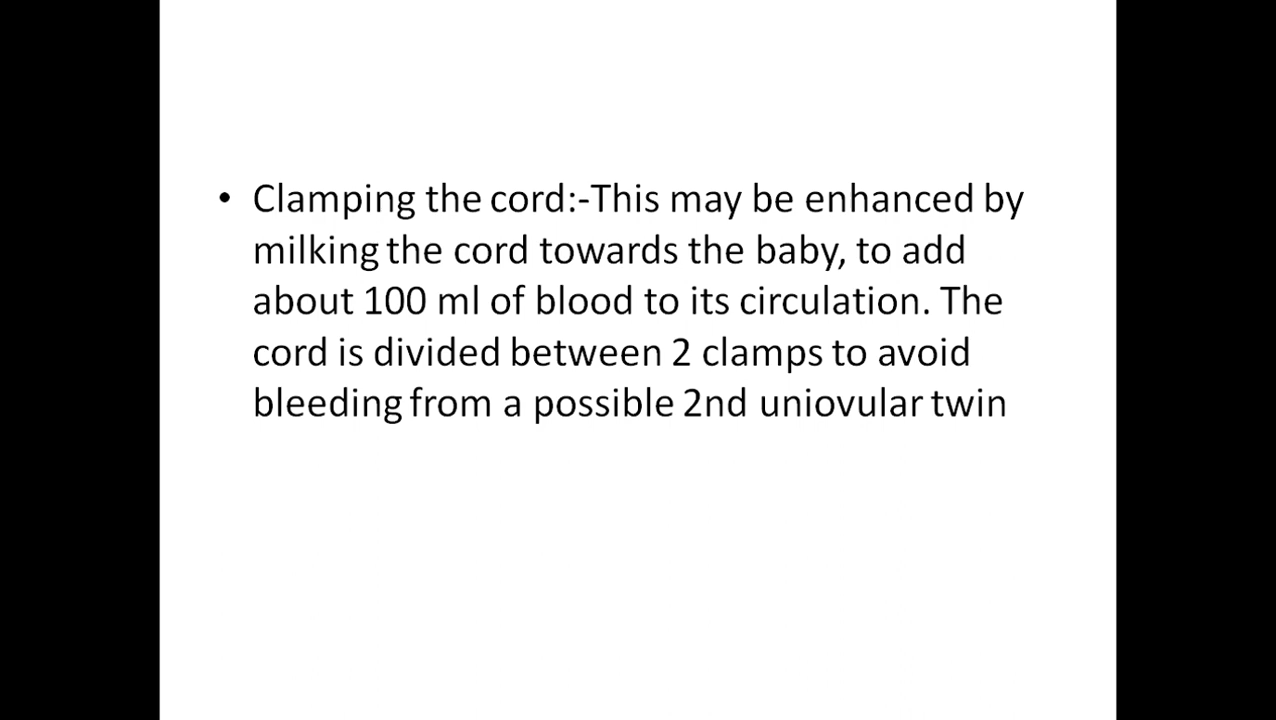 • Clamping the cord:-This may be enhanced by
milking the cord towards the baby, to add
about 100 ml of blood to its circulation. The
cord is divided between 2 clamps to avoid
bleeding from a possible 2nd uniovular twin